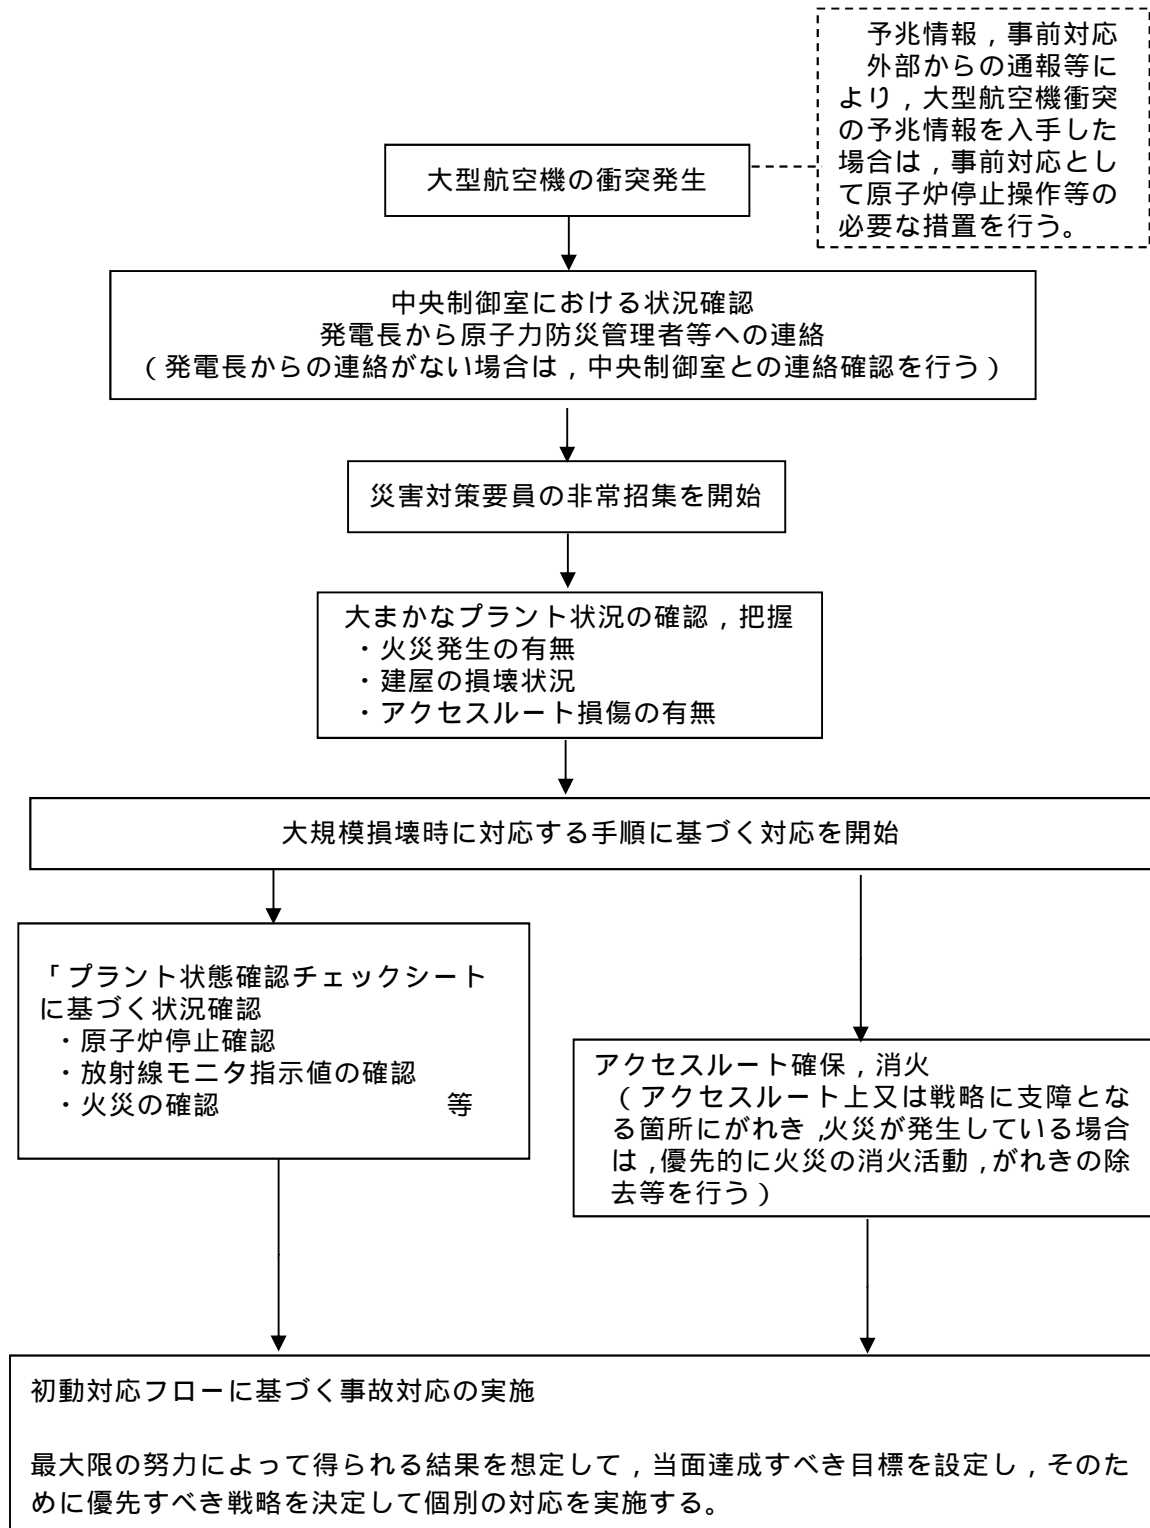 予兆情報，事前対応
外部からの通報等に
より，大型航空機衝突
の予兆情報を入手した
場合は，事前対応とし
て原子炉停止操作等の
必要な措置を行う。
大型航空機の衝突発生
中央制御室における状況確認
発電長から原子力防災管理者等への連絡
（発電長からの連絡がない場合は，中央制御室との連絡確認を行う）
災害対策要員の非常招集を開始
大まかなプラント状況の確認，把握
・火災発生の有無
・建屋の損壊状況
・アクセスルート損傷の有無
大規模損壊時に対応する手順に基づく対応を開始
「プラント状態確認チェックシート
に基づく状況確認
・原子炉停止確認
・放射線モニタ指示値の確認
・火災の確認 等
アクセスルート確保，消火
（アクセスルート上又は戦略に支障とな
る箇所にがれき，火災が発生している場合
は，優先的に火災の消火活動，がれきの除
去等を行う）
初動対応フローに基づく事故対応の実施
最大限の努力によって得られる結果を想定して，当面達成すべき目標を設定し，そのた
めに優先すべき戦略を決定して個別の対応を実施する。